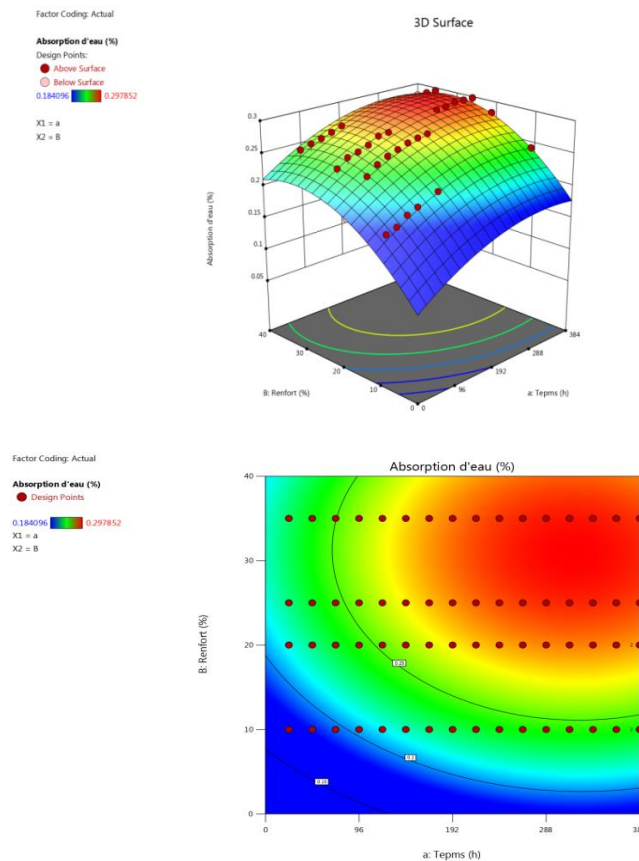 Factor Coding: Actual
3D Surface
Absorption d'eau (%)
Design Points:
Above Surface
Below Surface
0.184096 0.297852
X1 = a
X2 = B
Absorption d'eau (%)
0.3
0.25
0.2
0.15
0.1
0.05
40
30
20
10
0
B: Renfort (%)
0
96
192
288
384
a: Tepms (h)
Factor Coding: Actual
Absorption d'eau (%)
Absorption d'eau (%)
Design Points
0.184096 0.297852
X1 = a
X2 = B
B: Renfort (%)
40
30
20
10
0
0.25
0.2
0 96 192 288
a: Tepms (h)